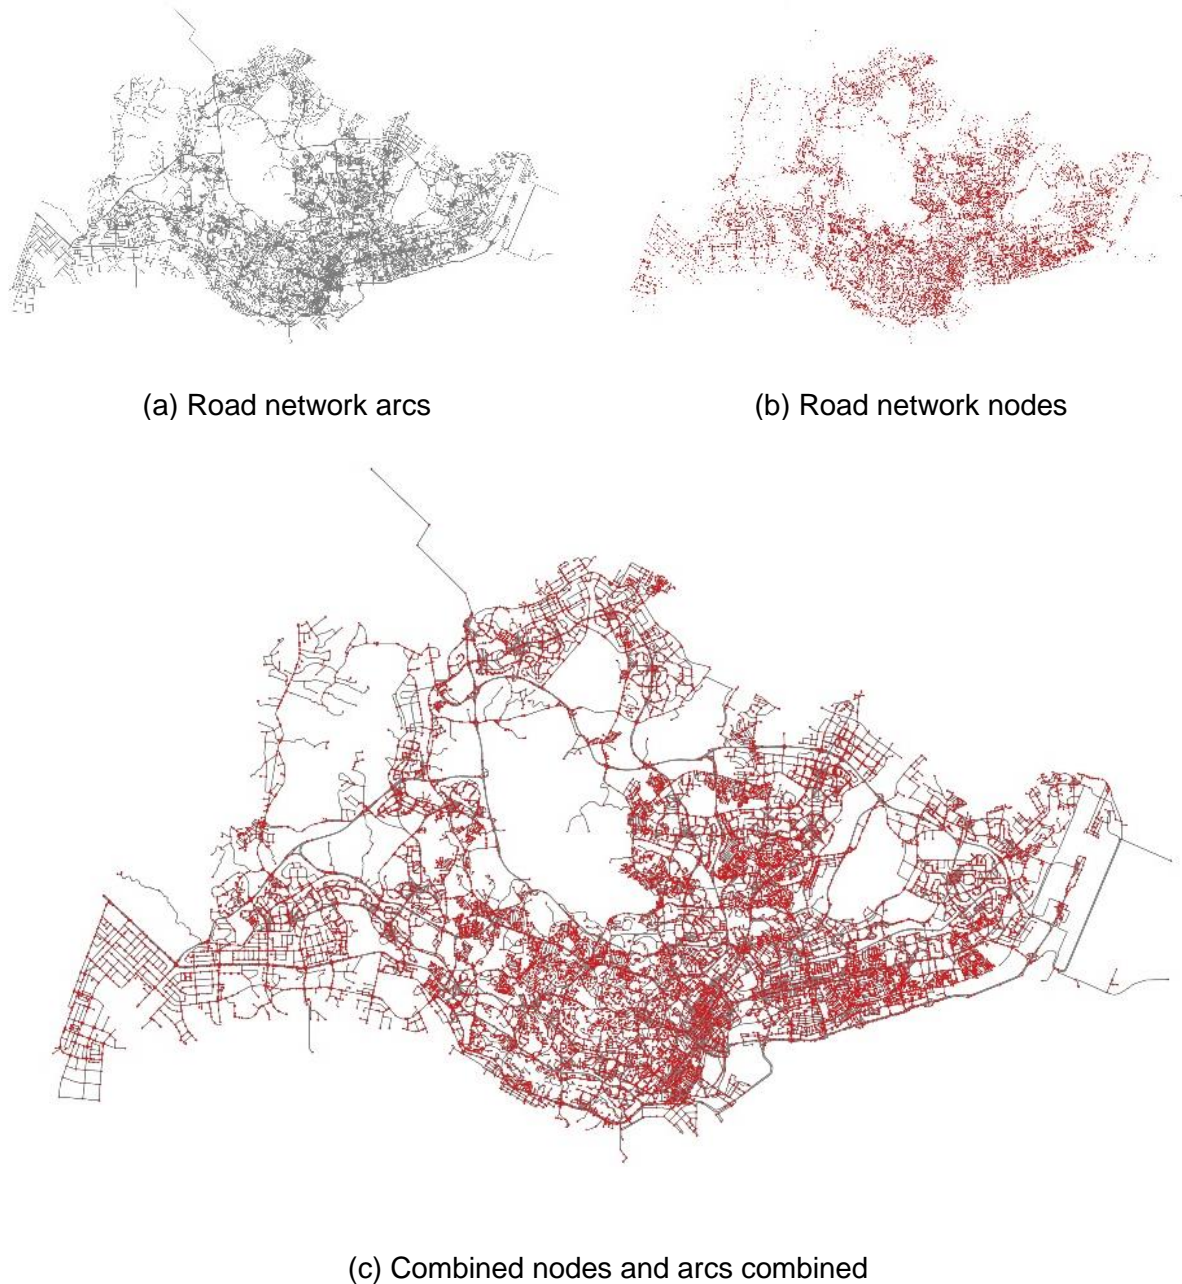 (a) Road network arcs
(b) Road network nodes
(c) Combined nodes and arcs combined